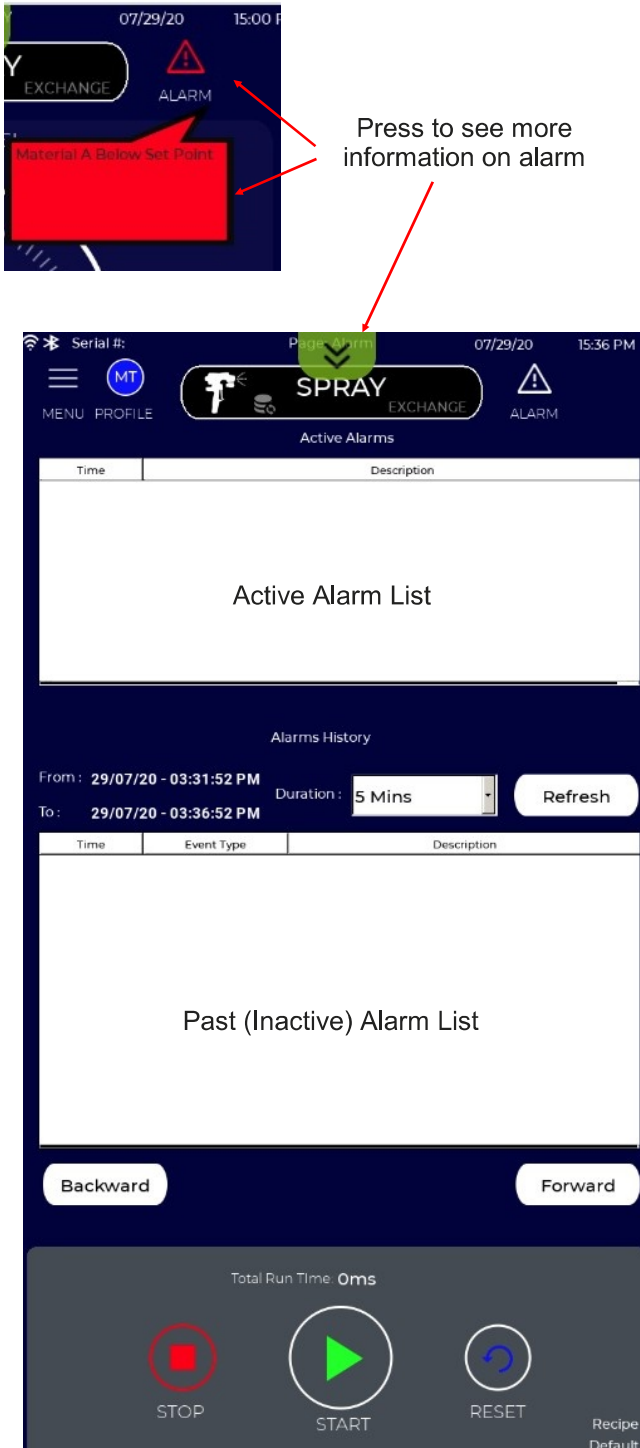 07/29/20 15:00
Y
EXCHANGE
ALARM
Material A Below Set Point
Press to see more
information on alarm
Serial #: Page: Alarm 07/29/20 15:36 PM
MT
SPRAY
EXCHANGE
MENU PROFILE ALARM
Active Alarms
Time Description
Active Alarm List
Alarms History
From : 29/07/20 - 03:31:52 PM
Duration : 5 Mins Refresh
To : 29/07/20 - 03:36:52 PM
Time Event Type Description
Past (Inactive) Alarm List
Backward Forward
Total Run TIme: 0ms
STOP START RESET
Recipe
Default